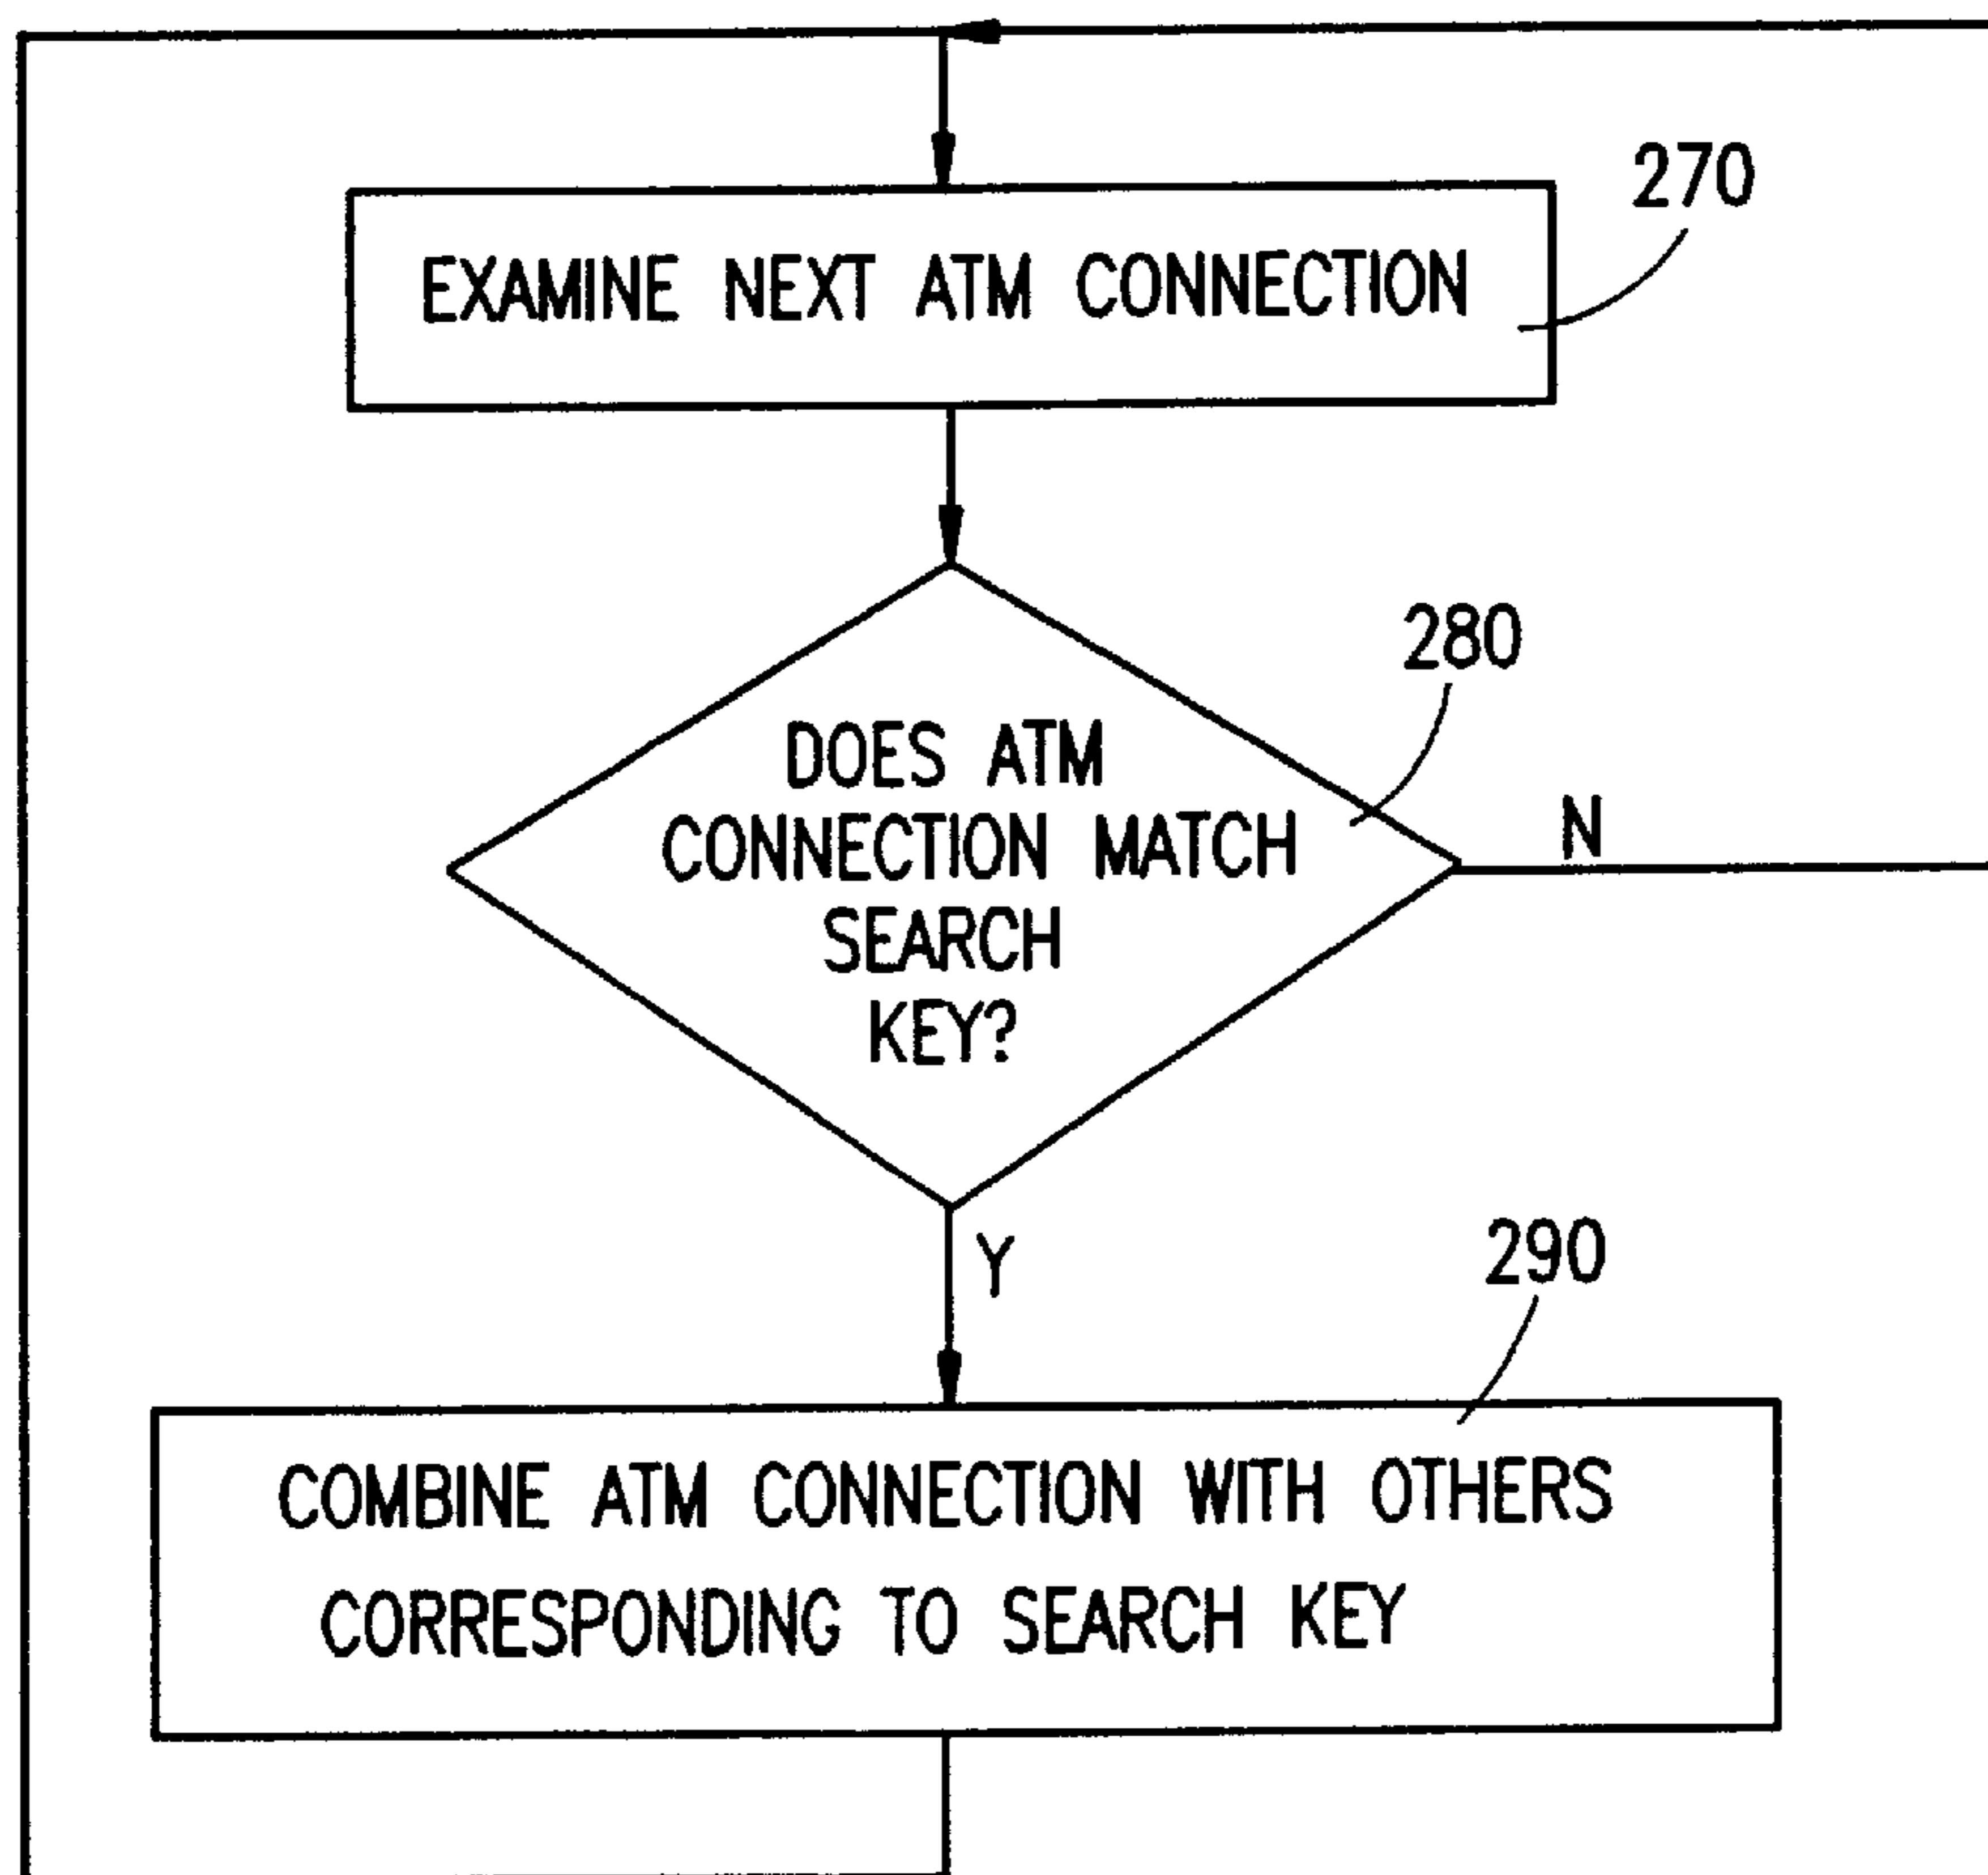 270
EXAMINE NEXT ATM CONNECTION
280
DOES ATM
CONNECTION MATCH
SEARCH
KEY?
N
Y
290
COMBINE ATM CONNECTION WITH OTHERS
CORRESPONDING TO SEARCH KEY